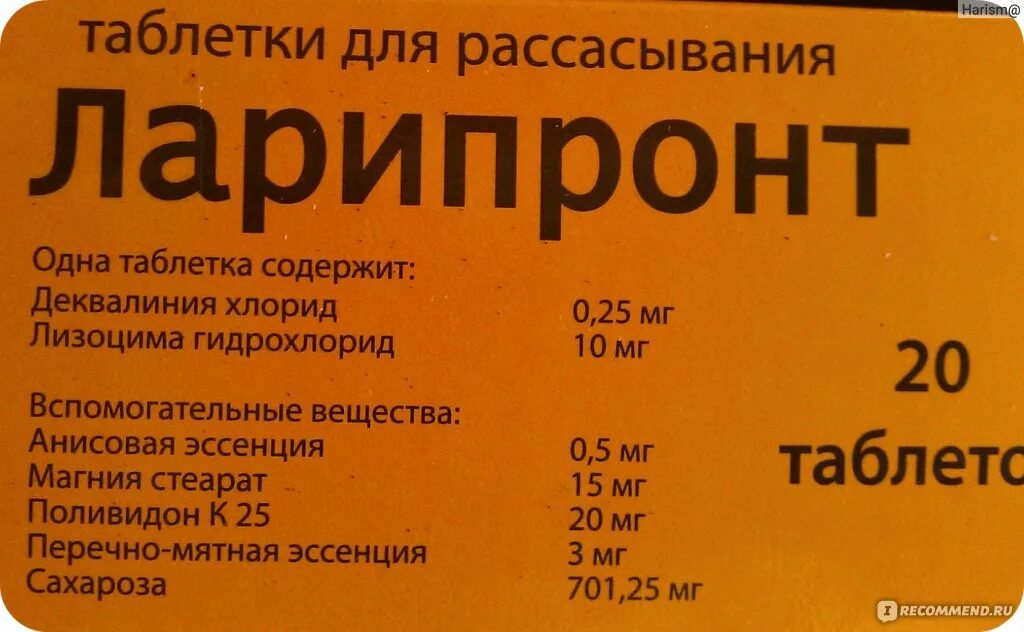 Harism@
таблетки для рассасывания
Ларипронт
Одна таблетка содержит:
Деквалиния хлорид 0,25 мг
Лизоцима гидрохлорид 10 мг
20
Вспомогательные вещества:
Анисовая эссенция 0,5 мг
таблето
Магния стеарат 15 мг
Поливидон К 25 20 мг
Перечно-мятная эссенция 3 мг
Сахароза 701,25 мг
IRECOMMEND.RU